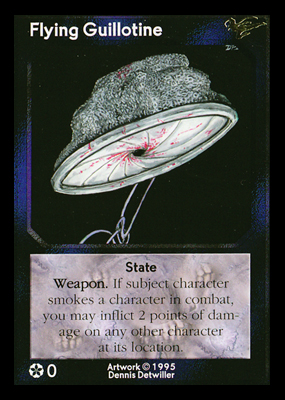 Flying Guillotine
State
Weapon. If subject character
smokes a character in combat,
you may inflict 2 points of dam-
age on any other character
at its location.
0
Artwork © 1995
Dennis Detwiller